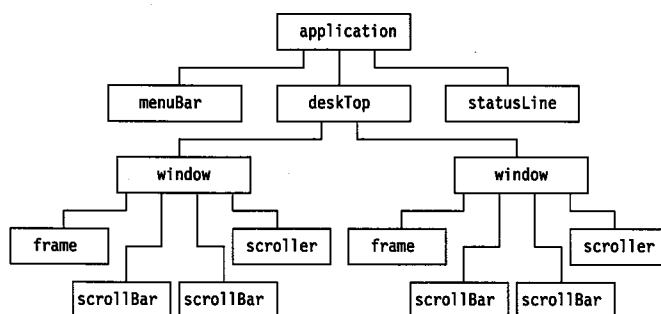 application
menuBar
deskTop
statusLine
window
window
frame
scroller
frame
scroller
scrollBar
scrollBar
scrollBar
scrollBar